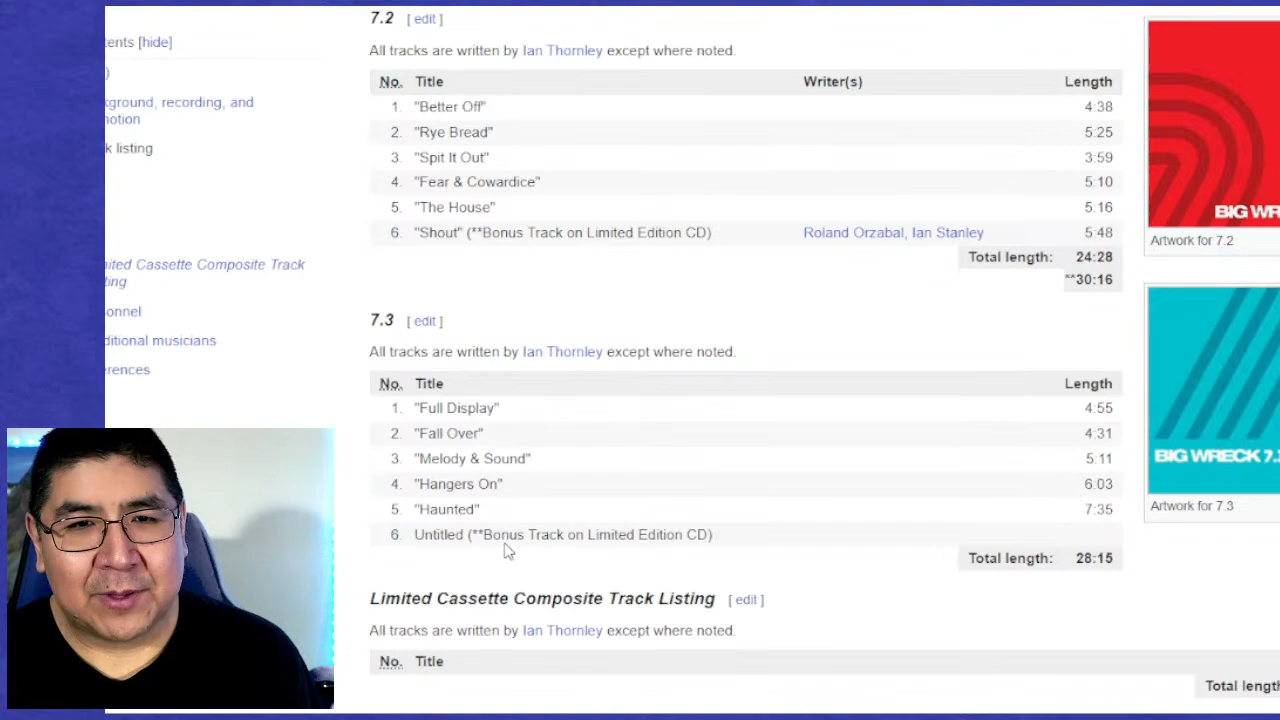 7.2 [ edit ]
tents [hide]
All tracks are written by Ian Thornley except where noted.
)
No. Title Writer(s) Length
kground, recording, and
notion
1. "Better Off" 4:38
2. "Rye Bread" 5:25
k listing
3. "Spit It Out" 3:59
4. "Fear & Cowardice" 5:10
5. "The House" 5:16
6. "Shout" (**Bonus Track on Limited Edition CD) Roland Orzabal, Ian Stanley 5:48
Total length: 24:28
**30:16
BIG WR
Artwork for 7.2
ited Cassette Composite Track
ting
onnel
ditional musicians
erences
7.3 [ edit ]
All tracks are written by Ian Thornley except where noted.
No. Title Length
1. "Full Display" 4:55
2. "Fall Over" 4:31
3. "Melody & Sound" 5:11
4. "Hangers On" 6:03
5. "Haunted" 7:35
6. Untitled (**Bonus Track on Limited Edition CD)
Total length: 28:15
BIG WRECK 7.3
Artwork for 7.3
Limited Cassette Composite Track Listing [ edit ]
All tracks are written by Ian Thornley except where noted.
No. Title
Total length